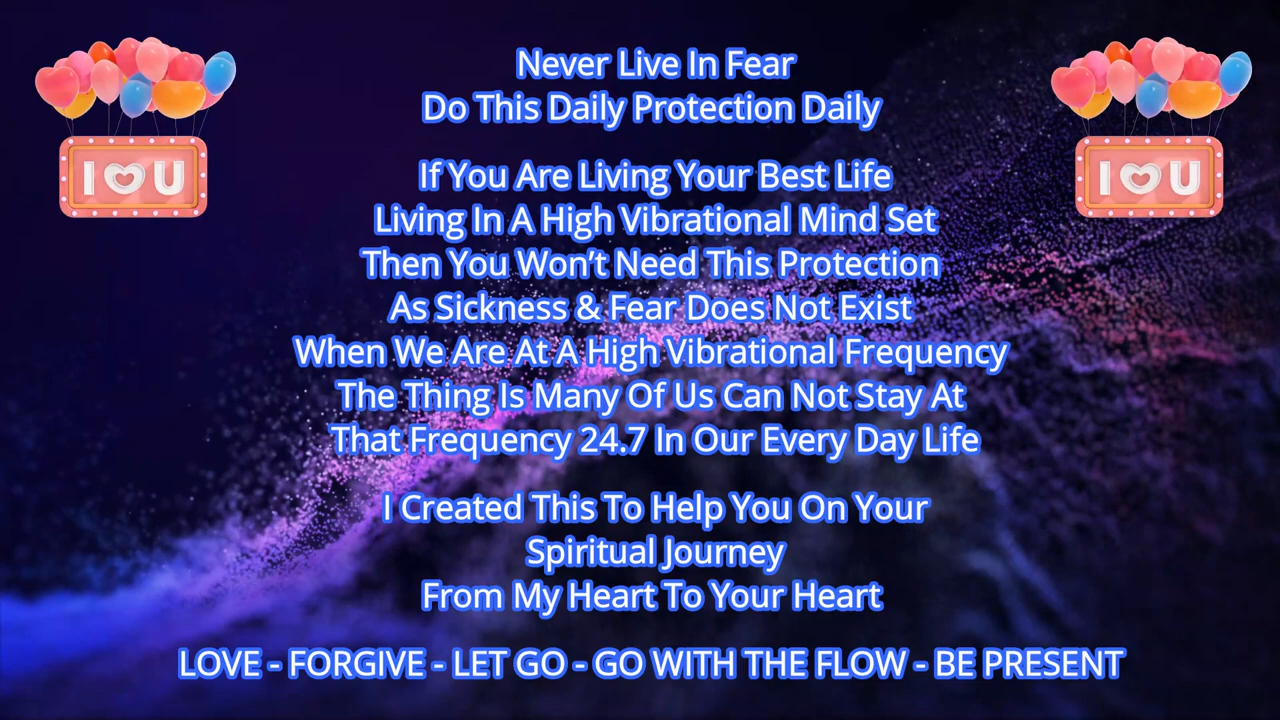 I ♡ U
I ♡ U
Never Live In Fear
Do This Daily Protection Daily
If You Are Living Your Best Life
Living In A High Vibrational Mind Set
Then You Won’t Need This Protection
As Sickness & Fear Does Not Exist
When We Are At A High Vibrational Frequency
The Thing Is Many Of Us Can Not Stay At
That Frequency 24.7 In Our Every Day Life
I Created This To Help You On Your
Spiritual Journey
From My Heart To Your Heart
LOVE - FORGIVE - LET GO - GO WITH THE FLOW - BE PRESENT